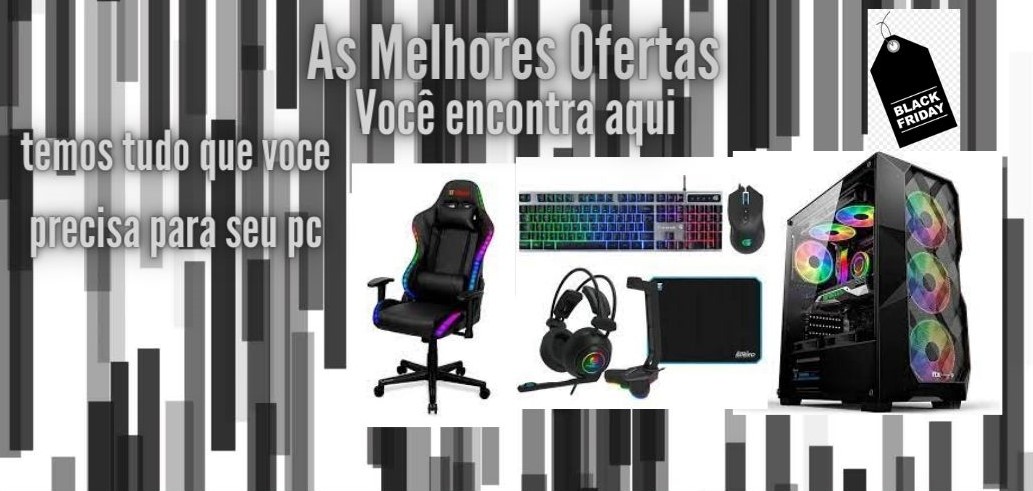 As Melhores Ofertas
Você encontra aqui
temos tudo que voce
precisa para seu pc
BLACK
FRIDAY